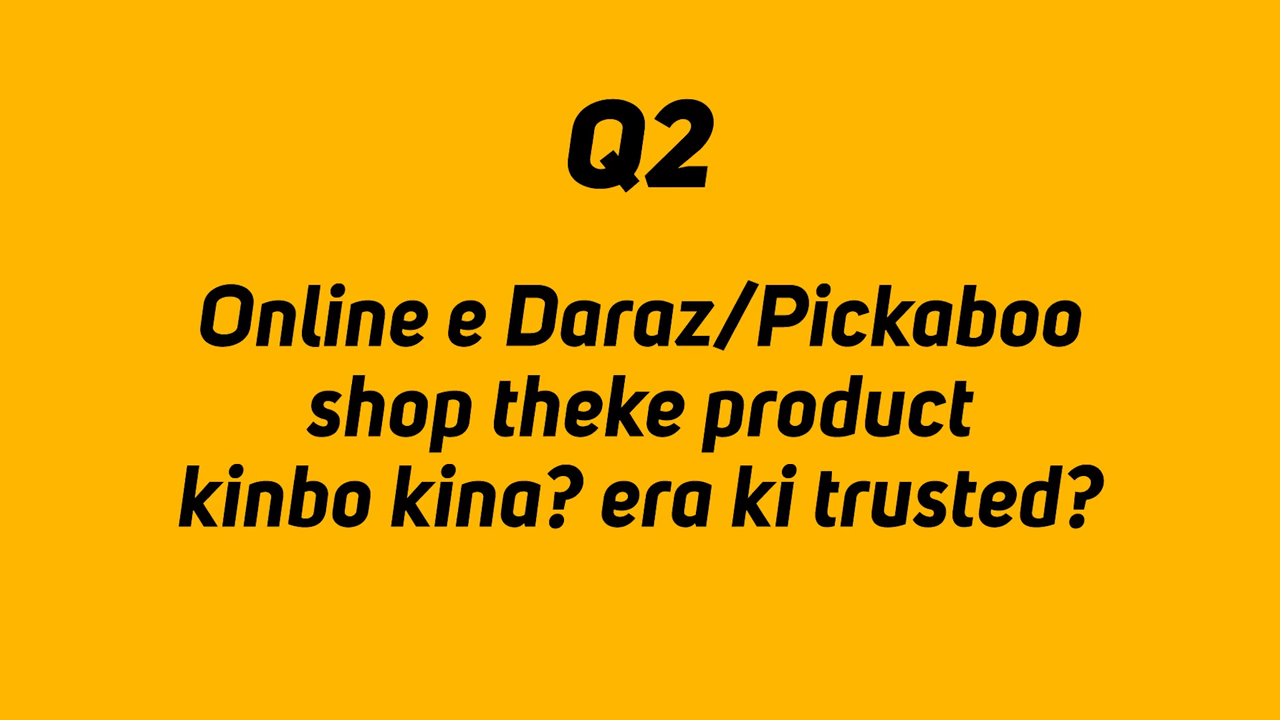 Q2
Online e Daraz/Pickaboo
shop theke product
kinbo kina? era ki trusted?